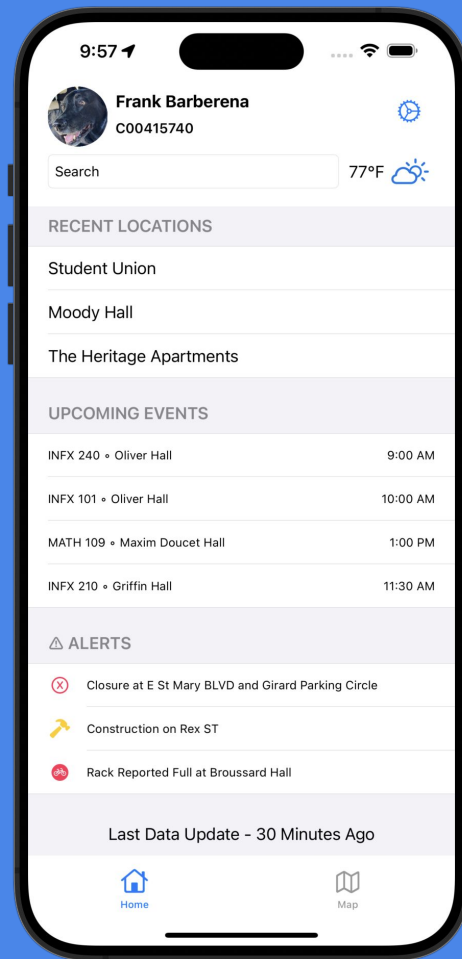 9:57
Frank Barberena
C00415740
Search
77°F
RECENT LOCATIONS
Student Union
Moody Hall
The Heritage Apartments
UPCOMING EVENTS
INFX 240 ∘ Oliver Hall 9:00 AM
INFX 101 ∘ Oliver Hall 10:00 AM
MATH 109 ∘ Maxim Doucet Hall 1:00 PM
INFX 210 ∘ Griffin Hall 11:30 AM
ALERTS
X Closure at E St Mary BLVD and Girard Parking Circle
Construction on Rex ST
Rack Reported Full at Broussard Hall
Last Data Update - 30 Minutes Ago
Home Map